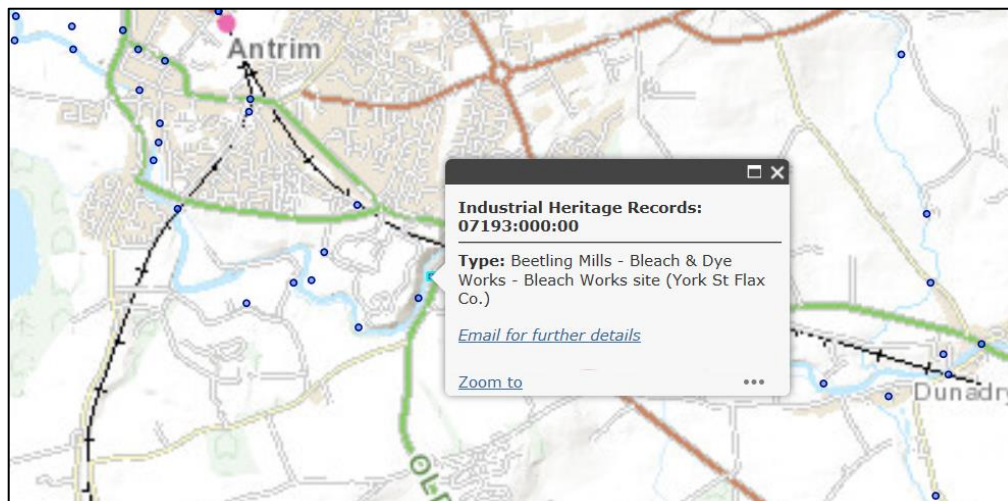 Antrim
Industrial Heritage Records:
07193:000:00
Type: Beetling Mills - Bleach & Dye
Works - Bleach Works site (York St Flax
Co.)
Email for further details
Zoom to
Dunadry
OLD